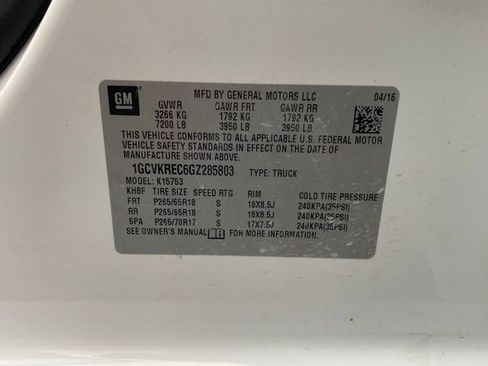 GM
MFD BY GENERAL MOTORS LLC 04/16
GVWR GAWR FRT GAWR RR
3266 KG 1792 KG 1792 KG
7200 LB 3950 LB 3950 LB
THIS VEHICLE CONFORMS TO ALL APPLICABLE U.S. FEDERAL MOTOR
VEHICLE SAFETY STANDARDS IN EFFECT ON THE DATE OF
MANUFACTURE SHOWN ABOVE.
1GCVKREC6GZ285803 TYPE: TRUCK
MODEL: K15753
KH8F TIRE SIZE SPEED RTG RIM COLD TIRE PRESSURE
FRT P265/65R18 S 18X8.5J 240KPA(35PSI)
RR P265/65R18 S 18X8.5J 240KPA(35PSI)
SPA P265/70R17 S 17X7.5J 240KPA(35PSI)
SEE OWNER'S MANUAL FOR MORE INFORMATION.